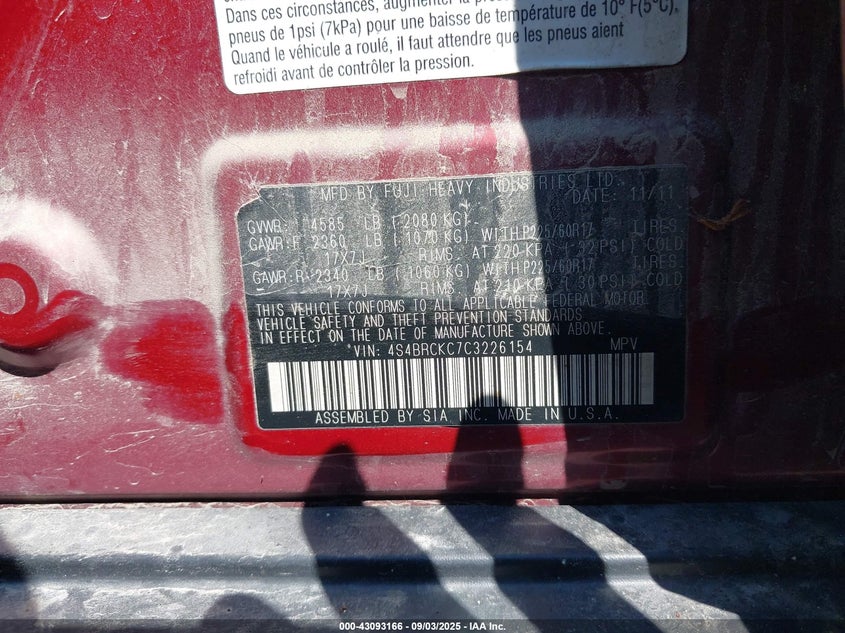 Dans ces circonstances, augmenter la
pneus de 1psi (7kPa) pour une baisse de température de 10° F(5°C).
Quand le véhicule a roulé, il faut attendre que les pneus aient
refroidi avant de contrôler la pression.
MFD BY FUJI HEAVY INDUSTRIES LTD.
DATE: 11/11
GVWR: 4585 LB ( 2080 KG)
GAWR:F 2360 LB ( 1070 KG) WITH P225/60R17 TIRES
17X7J RIMS, AT 220 KPA ( 32 PSI) COLD
GAWR:R 2340 LB ( 1060 KG) WITH P225/60R17 TIRES
17X7J RIMS, AT 210 KPA ( 30 PSI) COLD
THIS VEHICLE CONFORMS TO ALL APPLICABLE FEDERAL MOTOR
VEHICLE SAFETY AND THEFT PREVENTION STANDARDS
IN EFFECT ON THE DATE OF MANUFACTURE SHOWN ABOVE.
*VIN: 4S4BRCKC7C3226154 MPV
ASSEMBLED BY SIA, INC. MADE IN U.S.A.
000-43093166 - 09/03/2025 - IAA Inc.